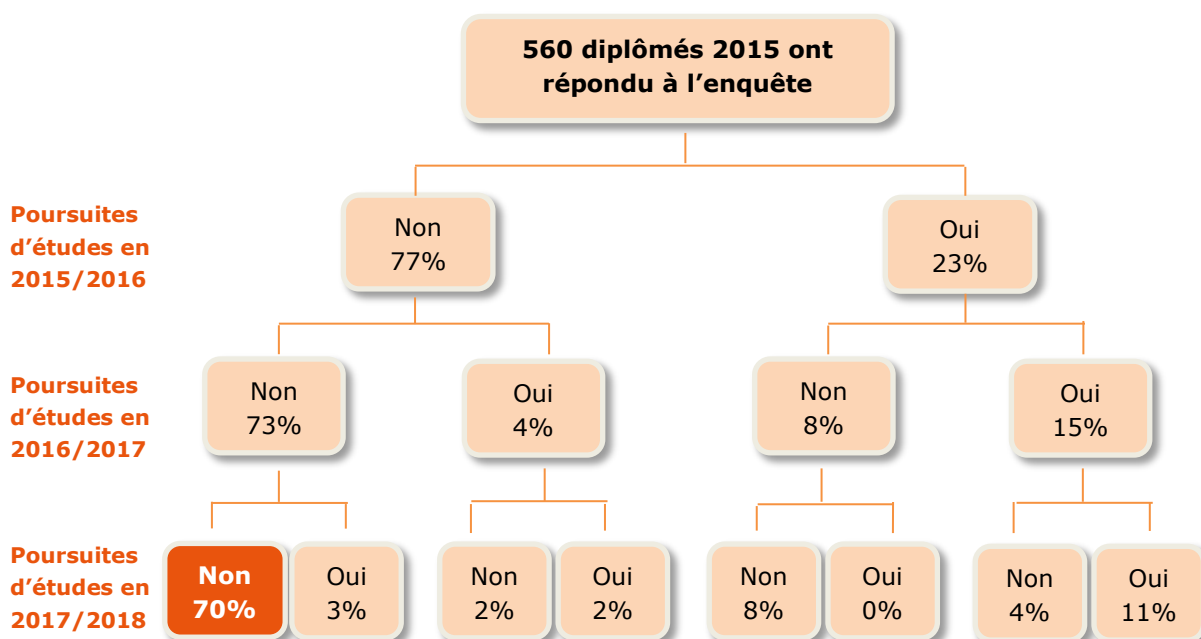 560 diplômés 2015 ont
répondu à l’enquête
Poursuites
d’études en
2015/2016
Non
77%
Oui
23%
Poursuites
d’études en
2016/2017
Non
73%
Oui
4%
Non
8%
Oui
15%
Poursuites
d’études en
2017/2018
Non
70%
Oui
3%
Non
2%
Oui
2%
Non
8%
Oui
0%
Non
4%
Oui
11%